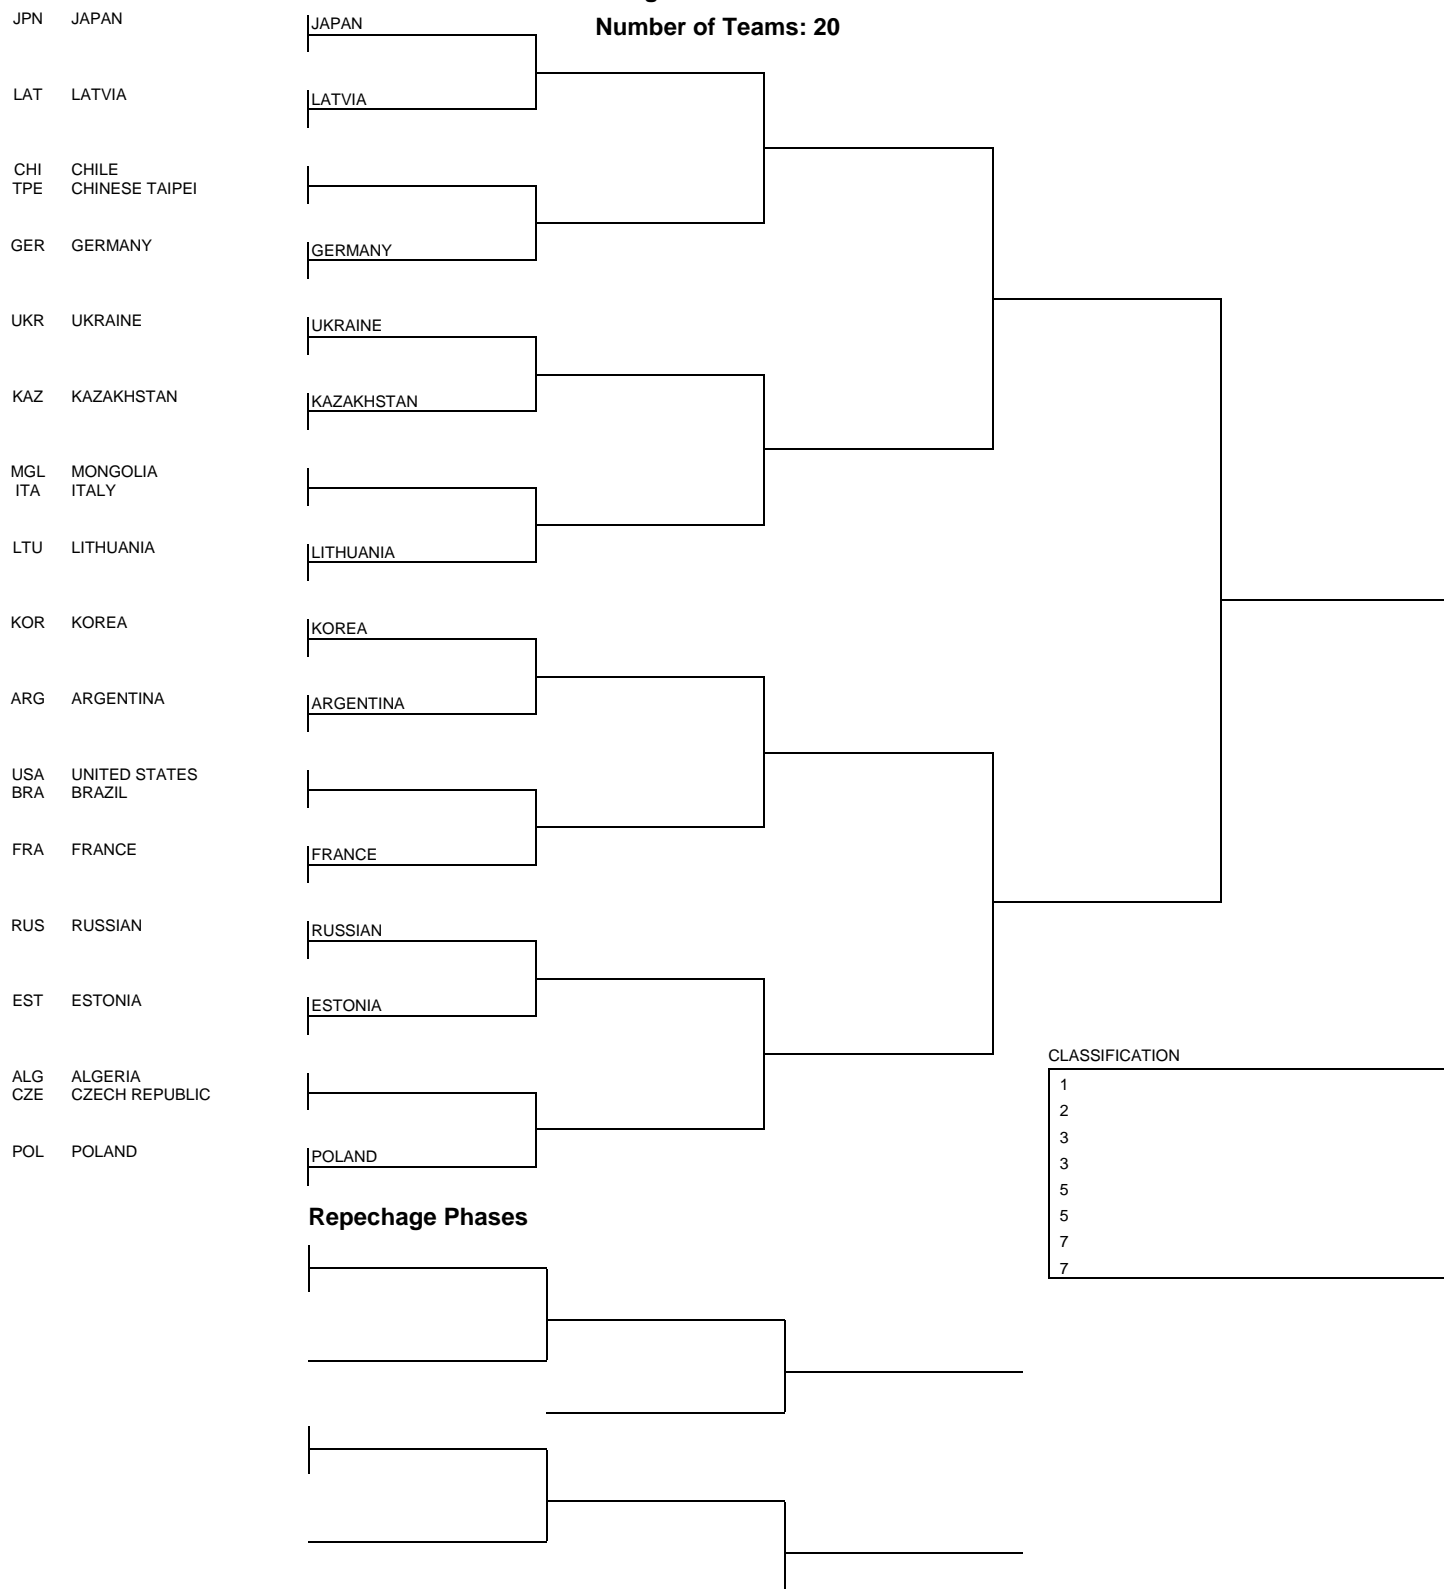 Number of Teams: 20
JPN JAPAN JAPAN
LAT LATVIA LATVIA
CHI CHILE
TPE CHINESE TAIPEI
GER GERMANY GERMANY
UKR UKRAINE UKRAINE
KAZ KAZAKHSTAN KAZAKHSTAN
MGL MONGOLIA
ITA ITALY
LTU LITHUANIA LITHUANIA
KOR KOREA KOREA
ARG ARGENTINA ARGENTINA
USA UNITED STATES
BRA BRAZIL
FRA FRANCE FRANCE
RUS RUSSIAN RUSSIAN
EST ESTONIA ESTONIA
ALG ALGERIA
CZE CZECH REPUBLIC
POL POLAND POLAND
CLASSIFICATION
1
2
3
3
5
5
7
7
Repechage Phases